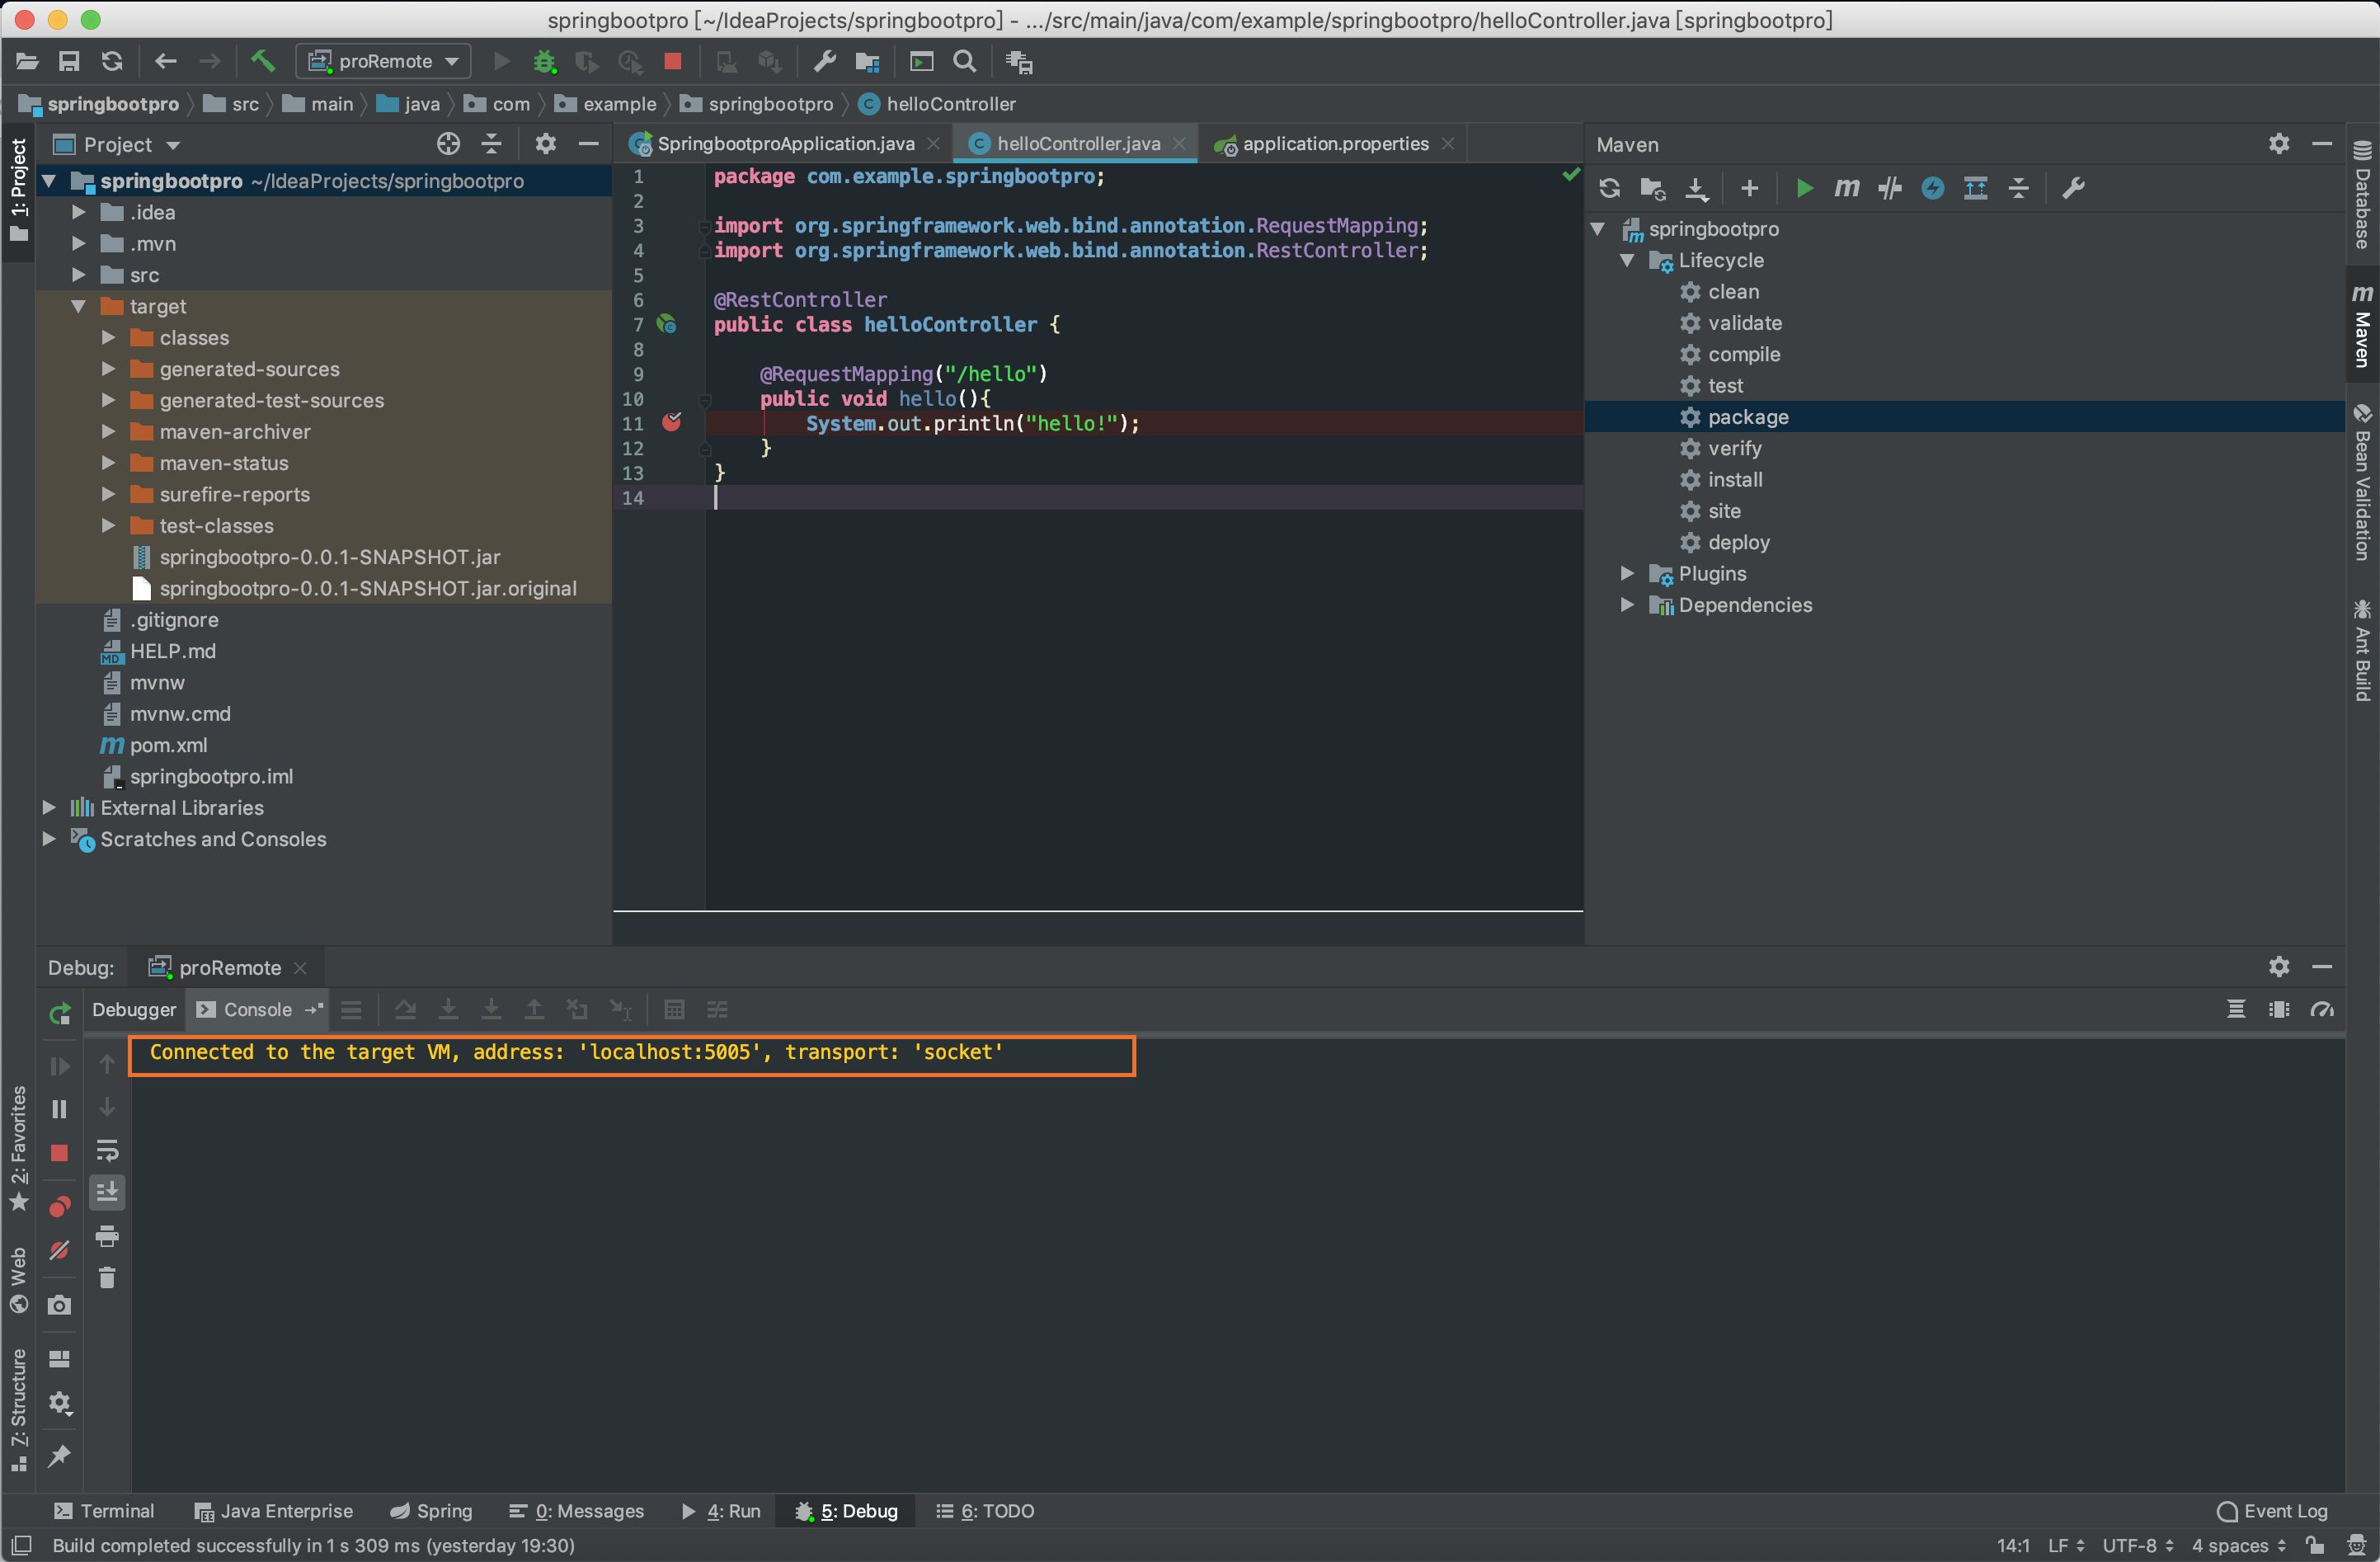 springbootpro [~/IdeaProjects/springbootpro] - .../src/main/java/com/example/springbootpro/helloController.java [springbootpro]
proRemote
springbootpro src main java com example springbootpro helloController
1: Project
Project
springbootpro ~/IdeaProjects/springbootpro
.idea
.mvn
src
target
classes
generated-sources
generated-test-sources
maven-archiver
maven-status
surefire-reports
test-classes
springbootpro-0.0.1-SNAPSHOT.jar
springbootpro-0.0.1-SNAPSHOT.jar.original
.gitignore
HELP.md
mvnw
mvnw.cmd
pom.xml
springbootpro.iml
External Libraries
Scratches and Consoles
SpringbootproApplication.java helloController.java application.properties
1 package com.example.springbootpro;
2
3 import org.springframework.web.bind.annotation.RequestMapping;
4 import org.springframework.web.bind.annotation.RestController;
5
6 @RestController
7 public class helloController {
8
9 @RequestMapping("/hello")
10 public void hello(){
11 System.out.println("hello!");
12 }
13 }
14
Maven
springbootpro
Lifecycle
clean
validate
compile
test
package
verify
install
site
deploy
Plugins
Dependencies
Database
Maven
Bean Validation
Ant Build
Debug: proRemote
Debugger Console
Connected to the target VM, address: 'localhost:5005', transport: 'socket'
2: Favorites
Web
7: Structure
Terminal Java Enterprise Spring 0: Messages 4: Run 5: Debug 6: TODO Event Log
Build completed successfully in 1 s 309 ms (yesterday 19:30) 14:1 LF UTF-8 4 spaces